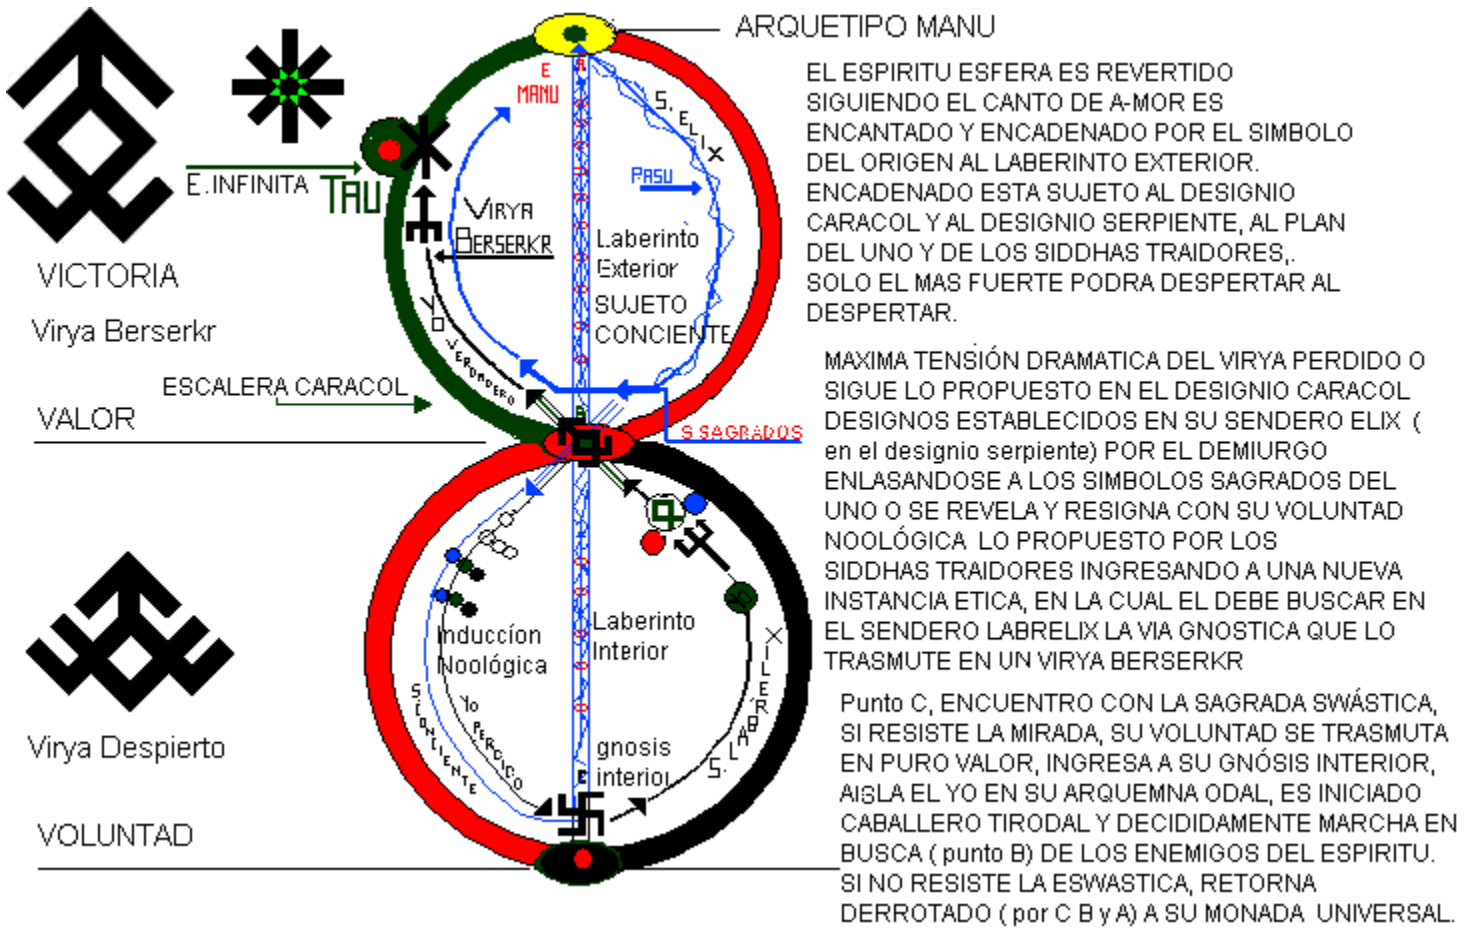 ARQUETIPO MANU
EL ESPIRITU ESFERA ES REVERTIDO
SIGUIENDO EL CANTO DE A-MOR ES
ENCANTADO Y ENCADENADO POR EL SIMBOLO
DEL ORIGEN AL LABERINTO EXTERIOR.
ENCADENADO ESTA SUJETO AL DESIGNIO
CARACOL Y AL DESIGNIO SERPIENTE, AL PLAN
DEL UNO Y DE LOS SIDDHAS TRAIDORES,.
SOLO EL MAS FUERTE PODRA DESPERTAR AL
DESPERTAR.
E
MANU
A
S. ELIX
E.INFINITA
TAU
PASU
VIRYA
BERSERKR
Laberinto
Exterior
SUJETO
CONCIENTE
YO VERDADERO
VICTORIA
Virya Berserkr
ESCALERA CARACOL
VALOR
B
S SAGRADOS
MAXIMA TENSIÓN DRAMATICA DEL VIRYA PERDIDO O
SIGUE LO PROPUESTO EN EL DESIGNIO CARACOL
DESIGNOS ESTABLECIDOS EN SU SENDERO ELIX (
en el designio serpiente) POR EL DEMIURGO
ENLASANDOSE A LOS SIMBOLOS SAGRADOS DEL
UNO O SE REVELA Y RESIGNA CON SU VOLUNTAD
NOOLÓGICA LO PROPUESTO POR LOS
SIDDHAS TRAIDORES INGRESANDO A UNA NUEVA
INSTANCIA ETICA, EN LA CUAL EL DEBE BUSCAR EN
EL SENDERO LABRELIX LA VIA GNOSTICA QUE LO
TRASMUTE EN UN VIRYA BERSERKR
YO
Inducción
Noológica
Laberinto
Interior
S. LABRELIX
YO PERDIDO
gnosis
interior
Virya Despierto
VOLUNTAD
Punto C, ENCUENTRO CON LA SAGRADA SWÁSTICA,
SI RESISTE LA MIRADA, SU VOLUNTAD SE TRASMUTA
EN PURO VALOR, INGRESA A SU GNÓSIS INTERIOR,
AISLA EL YO EN SU ARQUEMNA ODAL, ES INICIADO
CABALLERO TIRODAL Y DECIDIDAMENTE MARCHA EN
BUSCA ( punto B) DE LOS ENEMIGOS DEL ESPIRITU.
SI NO RESISTE LA ESWASTICA, RETORNA
DERROTADO ( por C B y A) A SU MONADA UNIVERSAL.